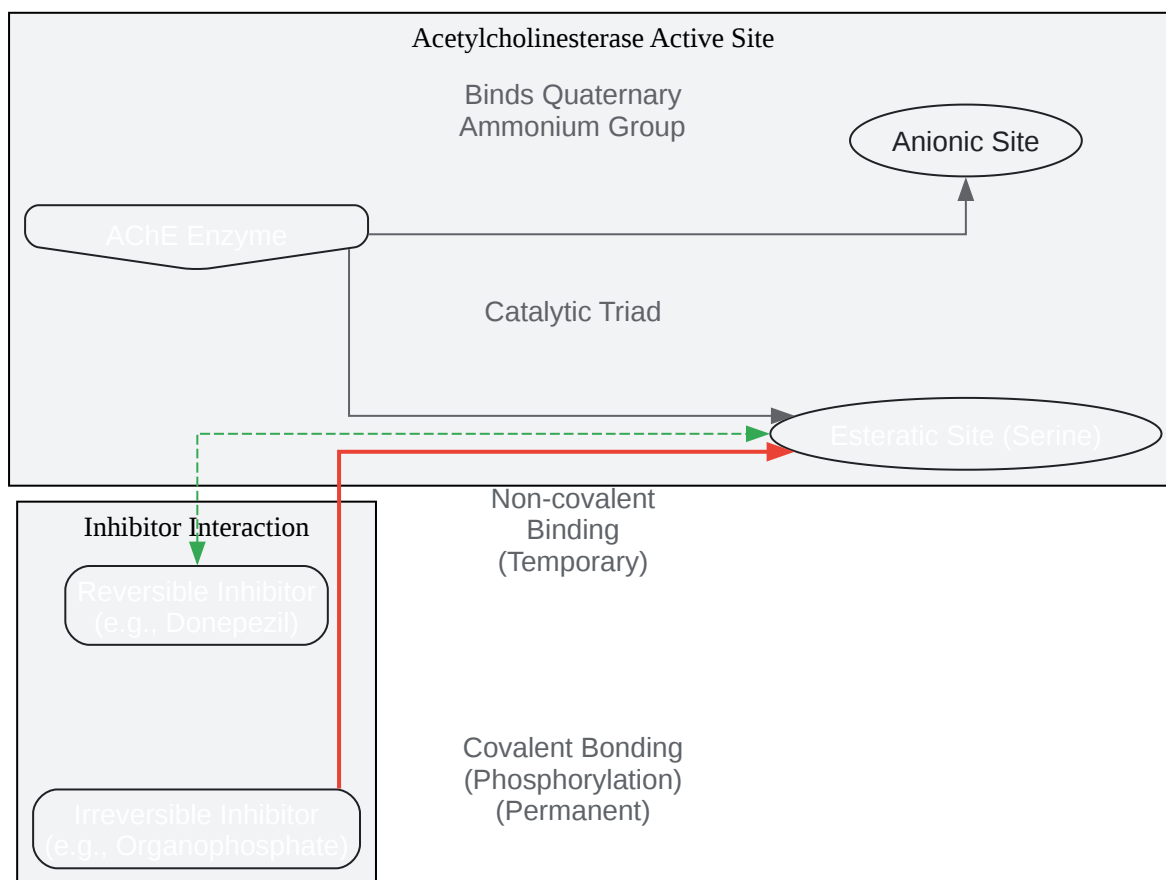 Acetylcholinesterase Active Site
Binds Quaternary
Ammonium Group
Anionic Site
AChE Enzyme
Catalytic Triad
Esteratic Site (Serine)
Non-covalent
Binding
(Temporary)
Inhibitor Interaction
Reversible Inhibitor
(e.g., Donepezil)
Covalent Bonding
(Phosphorylation)
(Permanent)
Irreversible Inhibitor
(e.g., Organophosphate)